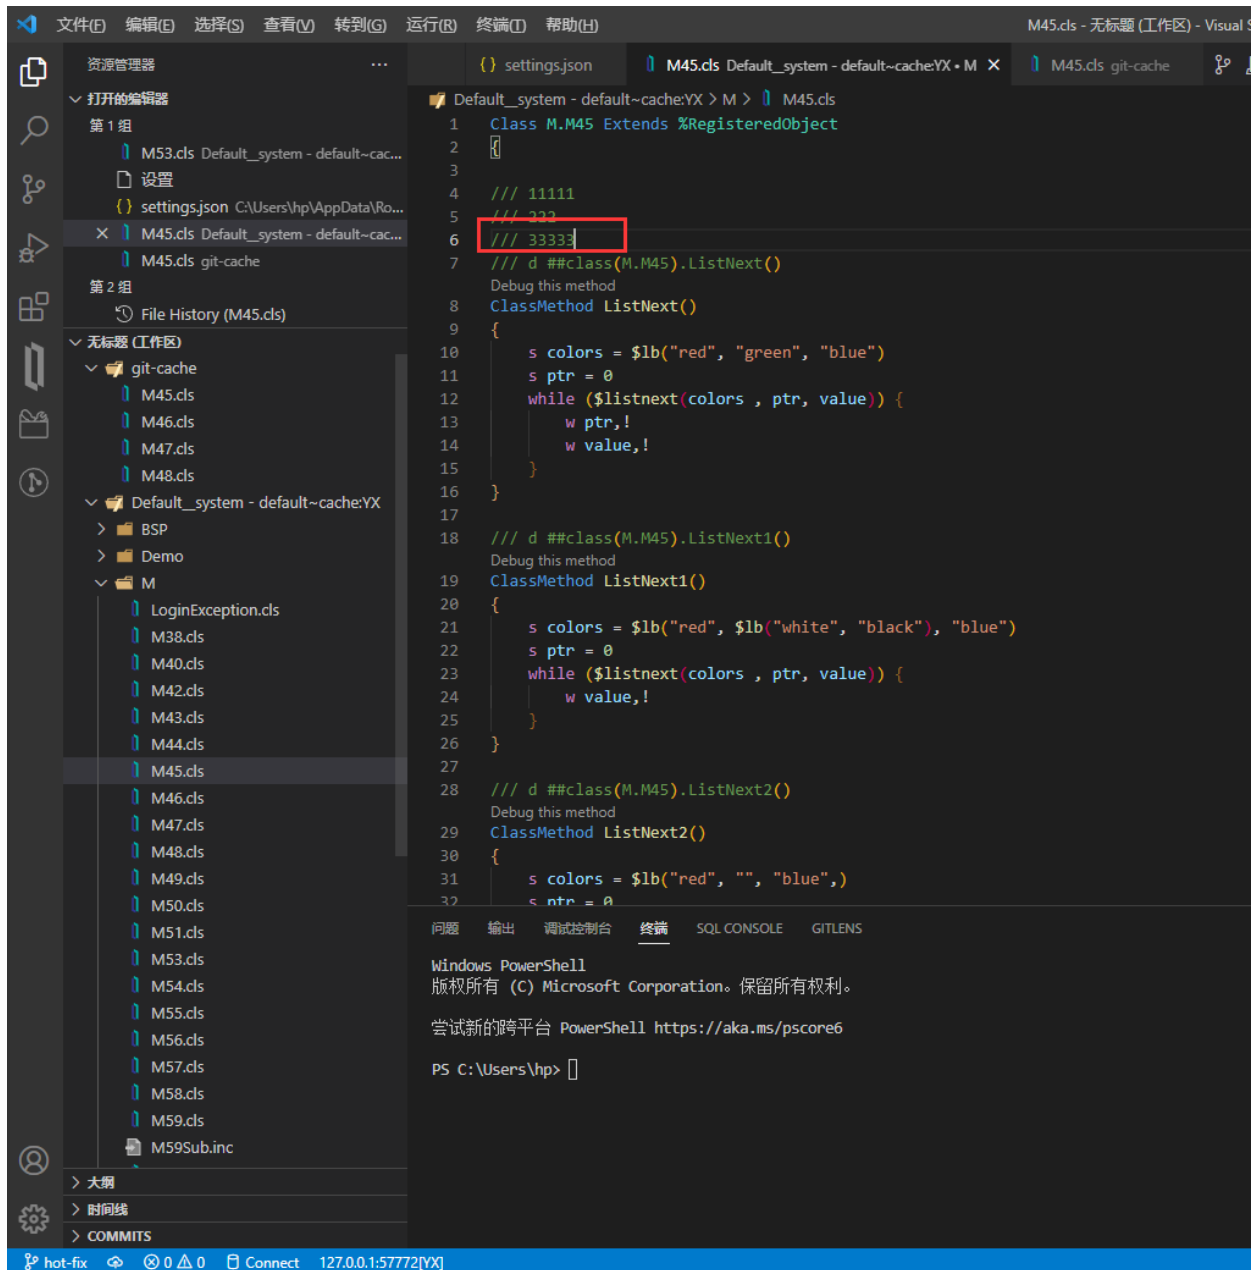 文件(F) 编辑(E) 选择(S) 查看(V) 转到(G) 运行(R) 终端(T) 帮助(H) M45.cls - 无标题 (工作区) - Visual S
资源管理器 ···
打开的编辑器
第 1 组
M53.cls Default__system - default~cac...
设置
{} settings.json C:\Users\hp\AppData\Ro...
M45.cls Default__system - default~cac...
M45.cls git-cache
第 2 组
File History (M45.cls)
无标题 (工作区)
git-cache
M45.cls
M46.cls
M47.cls
M48.cls
Default__system - default~cache:YX
BSP
Demo
M
LoginException.cls
M38.cls
M40.cls
M42.cls
M43.cls
M44.cls
M45.cls
M46.cls
M47.cls
M48.cls
M49.cls
M50.cls
M51.cls
M53.cls
M54.cls
M55.cls
M56.cls
M57.cls
M58.cls
M59.cls
M59Sub.inc
大纲
时间线
COMMITS
{} settings.json M45.cls Default__system - default~cache:YX • M M45.cls git-cache
Default__system - default~cache:YX > M > M45.cls
1 Class M.M45 Extends %RegisteredObject
2 {
3
4 /// 11111
5 /// 222
6 /// 33333
7 /// d ##class(M.M45).ListNext()
Debug this method
8 ClassMethod ListNext()
9 {
10 s colors = $lb("red", "green", "blue")
11 s ptr = 0
12 while ($listnext(colors , ptr, value)) {
13 w ptr,!
14 w value,!
15 }
16 }
17
18 /// d ##class(M.M45).ListNext1()
Debug this method
19 ClassMethod ListNext1()
20 {
21 s colors = $lb("red", $lb("white", "black"), "blue")
22 s ptr = 0
23 while ($listnext(colors , ptr, value)) {
24 w value,!
25 }
26 }
27
28 /// d ##class(M.M45).ListNext2()
Debug this method
29 ClassMethod ListNext2()
30 {
31 s colors = $lb("red", "", "blue",)
32 s ptr = 0
问题 输出 调试控制台 终端 SQL CONSOLE GITLENS
Windows PowerShell
版权所有 (C) Microsoft Corporation。保留所有权利。
尝试新的跨平台 PowerShell https://aka.ms/pscore6
PS C:\Users\hp>
hot-fix 0 0 Connect 127.0.0.1:57772[YX]